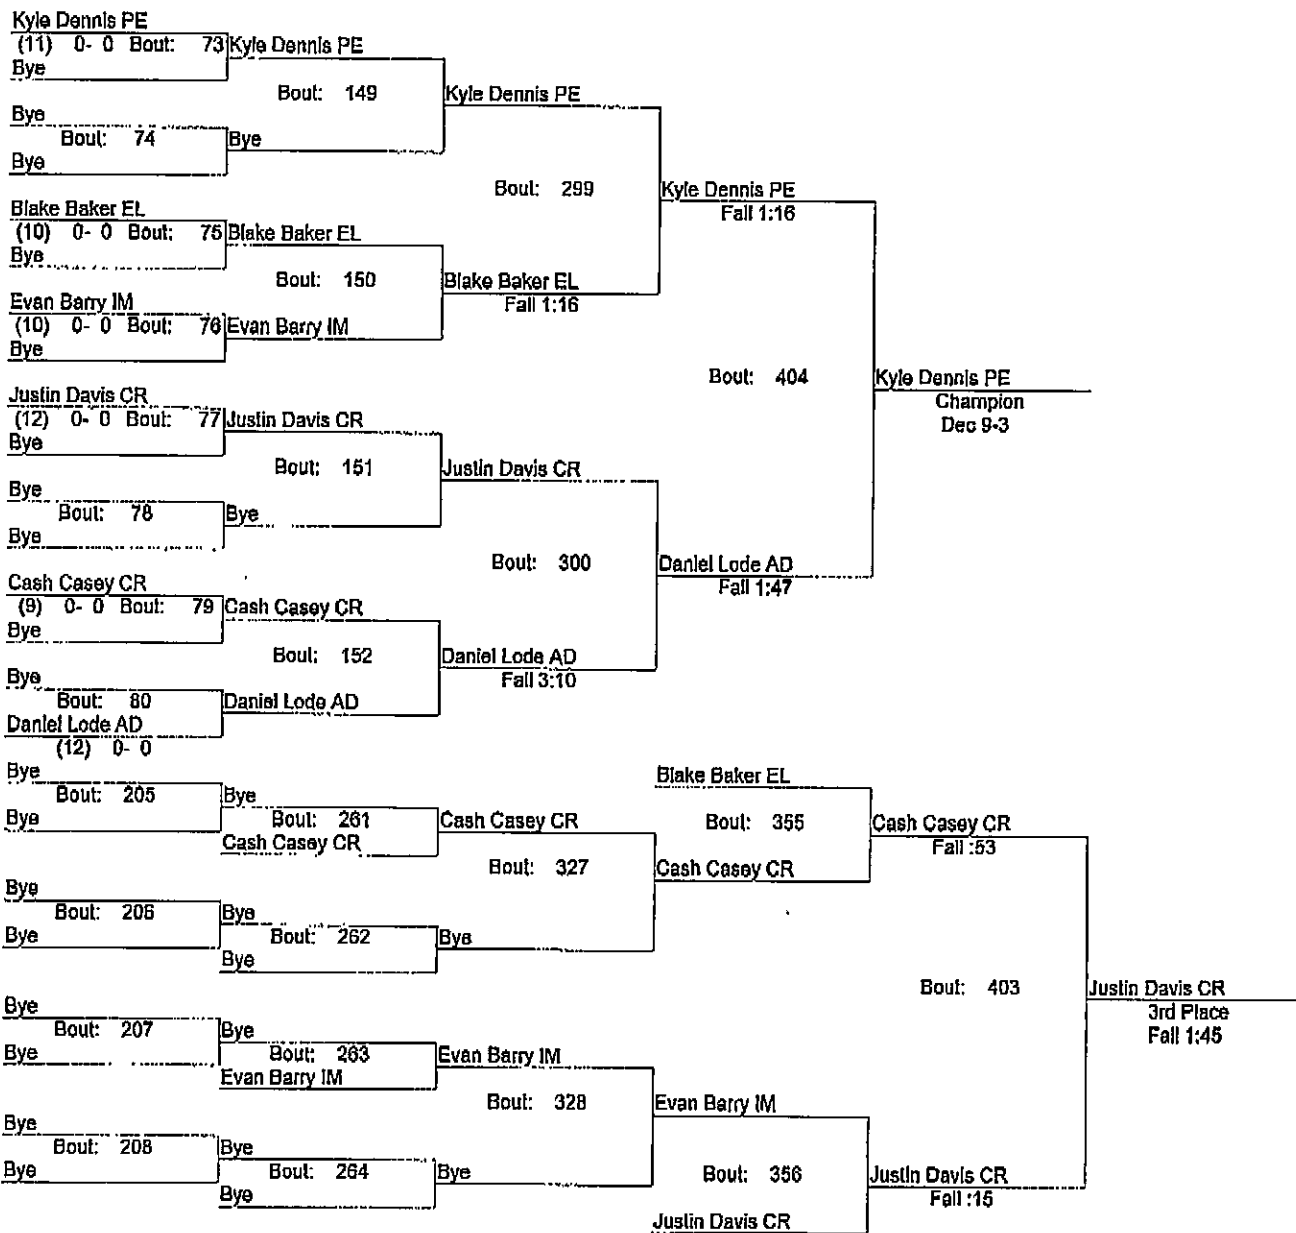 Kyle Dennis PE
(11) 0- 0 Bout: 73 Kyle Dennis PE
Bye
Bout: 149 Kyle Dennis PE
Bye
Bout: 74 Bye
Bye
Bout: 299 Kyle Dennis PE
Fall 1:16
Blake Baker EL
(10) 0- 0 Bout: 75 Blake Baker EL
Bye
Bout: 150 Blake Baker EL
Fall 1:16
Evan Barry IM
(10) 0- 0 Bout: 76 Evan Barry IM
Bye
Bout: 404 Kyle Dennis PE
Champion
Dec 9-3
Justin Davis CR
(12) 0- 0 Bout: 77 Justin Davis CR
Bye
Bout: 151 Justin Davis CR
Bye
Bout: 78 Bye
Bye
Bout: 300 Daniel Lode AD
Fall 1:47
Cash Casey CR
(9) 0- 0 Bout: 79 Cash Casey CR
Bye
Bout: 152 Daniel Lode AD
Fall 3:10
Bye
Bout: 80 Daniel Lode AD
Daniel Lode AD
(12) 0- 0
Bye
Bout: 205 Bye
Bye
Bout: 261 Cash Casey CR
Cash Casey CR
Blake Baker EL
Bout: 355 Cash Casey CR
Fall :53
Bout: 327 Cash Casey CR
Bye
Bout: 206 Bye
Bye
Bout: 262 Bye
Bye
Bout: 403 Justin Davis CR
3rd Place
Fall 1:45
Bye
Bout: 207 Bye
Bye
Bout: 263 Evan Barry IM
Evan Barry IM
Bout: 328 Evan Barry IM
Bye
Bout: 208 Bye
Bye
Bout: 264 Bye
Bye
Bout: 356 Justin Davis CR
Fall :15
Justin Davis CR